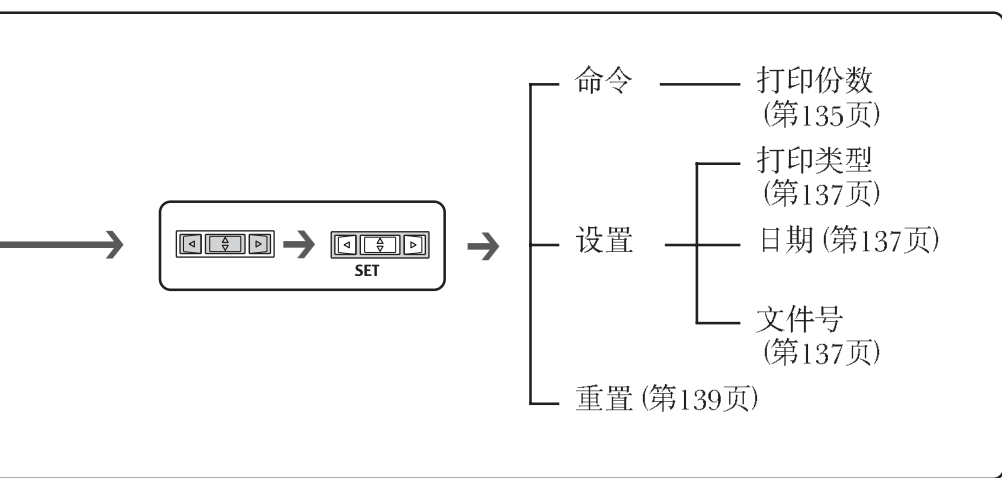 命令
打印份数
(第135页)
打印类型
(第137页)
SET
设置
日期 (第137页)
文件号
(第137页)
重置 (第139页)